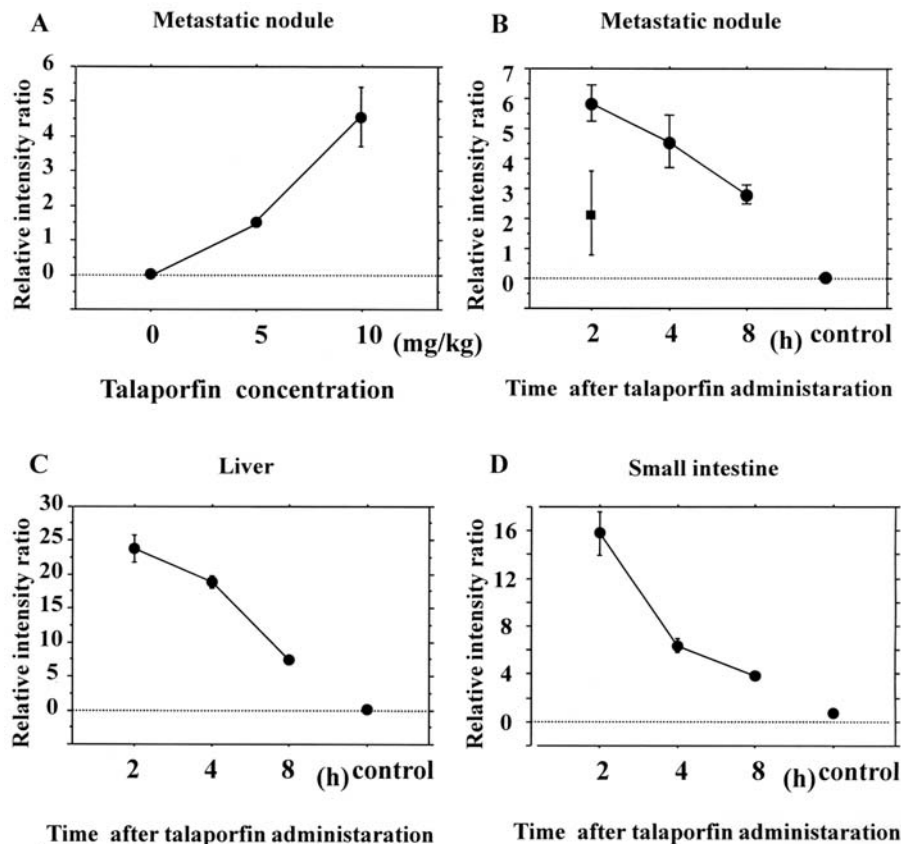 A
Metastatic nodule
Relative intensity ratio
6
5
4
3
2
1
0
0 5 10 (mg/kg)
Talaporfin concentration
B
Metastatic nodule
Relative intensity ratio
7
6
5
4
3
2
1
0
2 4 8 (h) control
Time after talaporfin administaration
C
Liver
Relative intensity ratio
30
25
20
15
10
5
0
2 4 8 (h) control
Time after talaporfin administaration
D
Small intestine
Relative intensity ratio
16
12
8
4
0
2 4 8 (h) control
Time after talaporfin administaration